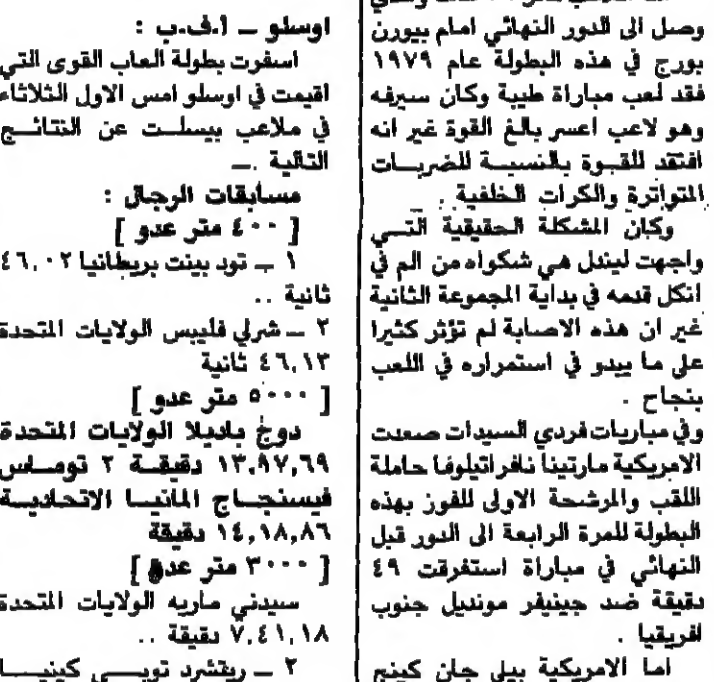 وصل الى الدور النهائي امام بيورن
بورج في هذه البطولة عام ١٩٧٩
فقد لعب مباراة طيبة وكان سيرفه
وهو لاعب اعسر بالغ القوة غير انه
افتقد للقوة بالنسبة للضربات
المتواترة والكرات الخلفية .
وكان المشكلة الحقيقية التي
واجهت ليندل هي شكواه من الم في
انكل قدمه في بداية المجموعة الثانية
غير ان هذه الاصابة لم تؤثر كثيرا
على ما يبدو في استمراره في اللعب
بنجاح .
وفي مباريات فردي السيدات صعدت
الامريكية مارتينا نافراتيلوفا حاملة
اللقب والمرشحة الاولى للفوز بهذه
البطولة للمرة الرابعة الى الدور قبل
النهائي في مباراة استغرقت ٤٩
دقيقة ضد جينيفر مونديل جنوب
افريقيا .
اما الامريكية بيلي جان كينج
اوسلو ــ ا.ف.ب :
اسفرت بطولة العاب القوى التي
اقيمت في اوسلو امس الاول الثلاثاء
في ملاعب بيسلت عن النتائج
التالية .ــ
مسابقات الرجال :
[ ٤٠٠ متر عدو ]
١ ــ تود بينت بريطانيا ٤٦,٠٢
ثانية ..
٢ ــ شرلي فليبس الولايات المتحدة
٤٦,١٣ ثانية
[ ٥٠٠٠ متر عدو ]
دوج باديلا الولايات المتحدة
١٣,٩٧,٦٩ دقيقة ٢ توماس
فيسنجاج المانيا الاتحادية
١٤,١٨,٨٦ دقيقة
[ ٣٠٠٠ متر عدو ]
سيدني ماريه الولايات المتحدة
٧,٤١,١٨ دقيقة ..
٢ ــ ريتشرد تويي كينيا